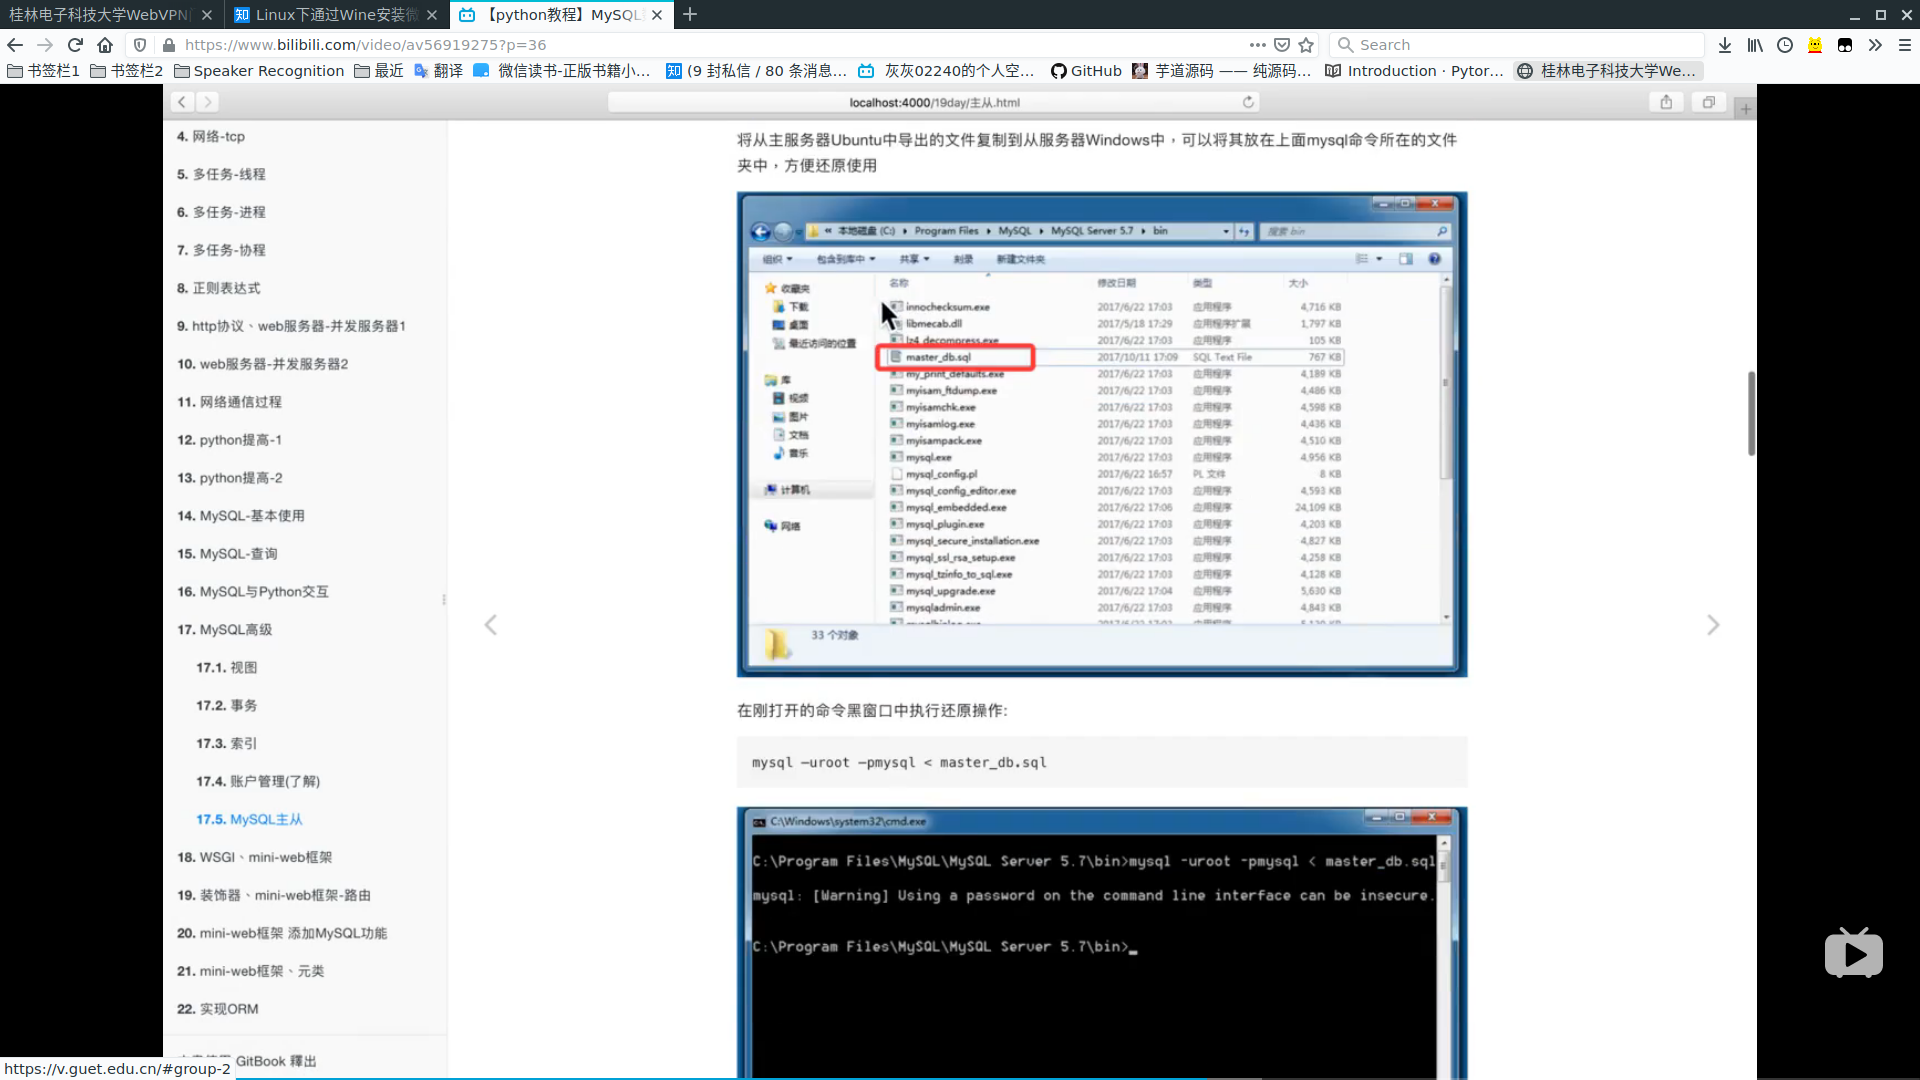 桂林电子科技大学WebVPN
Linux下通过Wine安装微
【python教程】MySQL
https://www.bilibili.com/video/av56919275?p=36
Search
书签栏1
书签栏2
Speaker Recognition
最近
翻译
微信读书-正版书籍小...
(9 封私信 / 80 条消息...
灰灰02240的个人空...
GitHub
芋道源码 —— 纯源码...
Introduction · Pytor...
桂林电子科技大学We...
localhost:4000/19day/主从.html
4. 网络-tcp
5. 多任务-线程
6. 多任务-进程
7. 多任务-协程
8. 正则表达式
9. http协议、web服务器-并发服务器1
10. web服务器-并发服务器2
11. 网络通信过程
12. python提高-1
13. python提高-2
14. MySQL-基本使用
15. MySQL-查询
16. MySQL与Python交互
17. MySQL高级
17.1. 视图
17.2. 事务
17.3. 索引
17.4. 账户管理(了解)
17.5. MySQL主从
18. WSGI、mini-web框架
19. 装饰器、mini-web框架-路由
20. mini-web框架 添加MySQL功能
21. mini-web框架、元类
22. 实现ORM
GitBook 釋出
https://v.guet.edu.cn/#group-2
将从主服务器Ubuntu中导出的文件复制到从服务器Windows中，可以将其放在上面mysql命令所在的文件
夹中，方便还原使用
« 本地磁盘 (C:) Program Files MySQL MySQL Server 5.7 bin
搜索 bin
组织 包含到库中 共享 刻录 新建文件夹
收藏夹
下载
桌面
最近访问的位置
库
视频
图片
文档
音乐
计算机
网络
名称 修改日期 类型 大小
innochecksum.exe 2017/6/22 17:03 应用程序 4,716 KB
libmecab.dll 2017/5/18 17:29 应用程序扩展 1,797 KB
lz4_decompress.exe 2017/6/22 17:03 应用程序 105 KB
master_db.sql 2017/10/11 17:09 SQL Text File 767 KB
my_print_defaults.exe 2017/6/22 17:03 应用程序 4,189 KB
myisam_ftdump.exe 2017/6/22 17:03 应用程序 4,486 KB
myisamchk.exe 2017/6/22 17:03 应用程序 4,598 KB
myisamlog.exe 2017/6/22 17:03 应用程序 4,436 KB
myisampack.exe 2017/6/22 17:03 应用程序 4,510 KB
mysql.exe 2017/6/22 17:03 应用程序 4,956 KB
mysql_config.pl 2017/6/22 16:57 PL 文件 8 KB
mysql_config_editor.exe 2017/6/22 17:03 应用程序 4,593 KB
mysql_embedded.exe 2017/6/22 17:06 应用程序 24,109 KB
mysql_plugin.exe 2017/6/22 17:03 应用程序 4,203 KB
mysql_secure_installation.exe 2017/6/22 17:03 应用程序 4,827 KB
mysql_ssl_rsa_setup.exe 2017/6/22 17:03 应用程序 4,258 KB
mysql_tzinfo_to_sql.exe 2017/6/22 17:03 应用程序 4,128 KB
mysql_upgrade.exe 2017/6/22 17:04 应用程序 5,630 KB
mysqladmin.exe 2017/6/22 17:03 应用程序 4,843 KB
33 个对象
在刚打开的命令黑窗口中执行还原操作:
mysql –uroot –pmysql < master_db.sql
C:\Windows\system32\cmd.exe
C:\Program Files\MySQL\MySQL Server 5.7\bin>mysql -uroot -pmysql < master_db.sql
mysql: [Warning] Using a password on the command line interface can be insecure.
C:\Program Files\MySQL\MySQL Server 5.7\bin>_